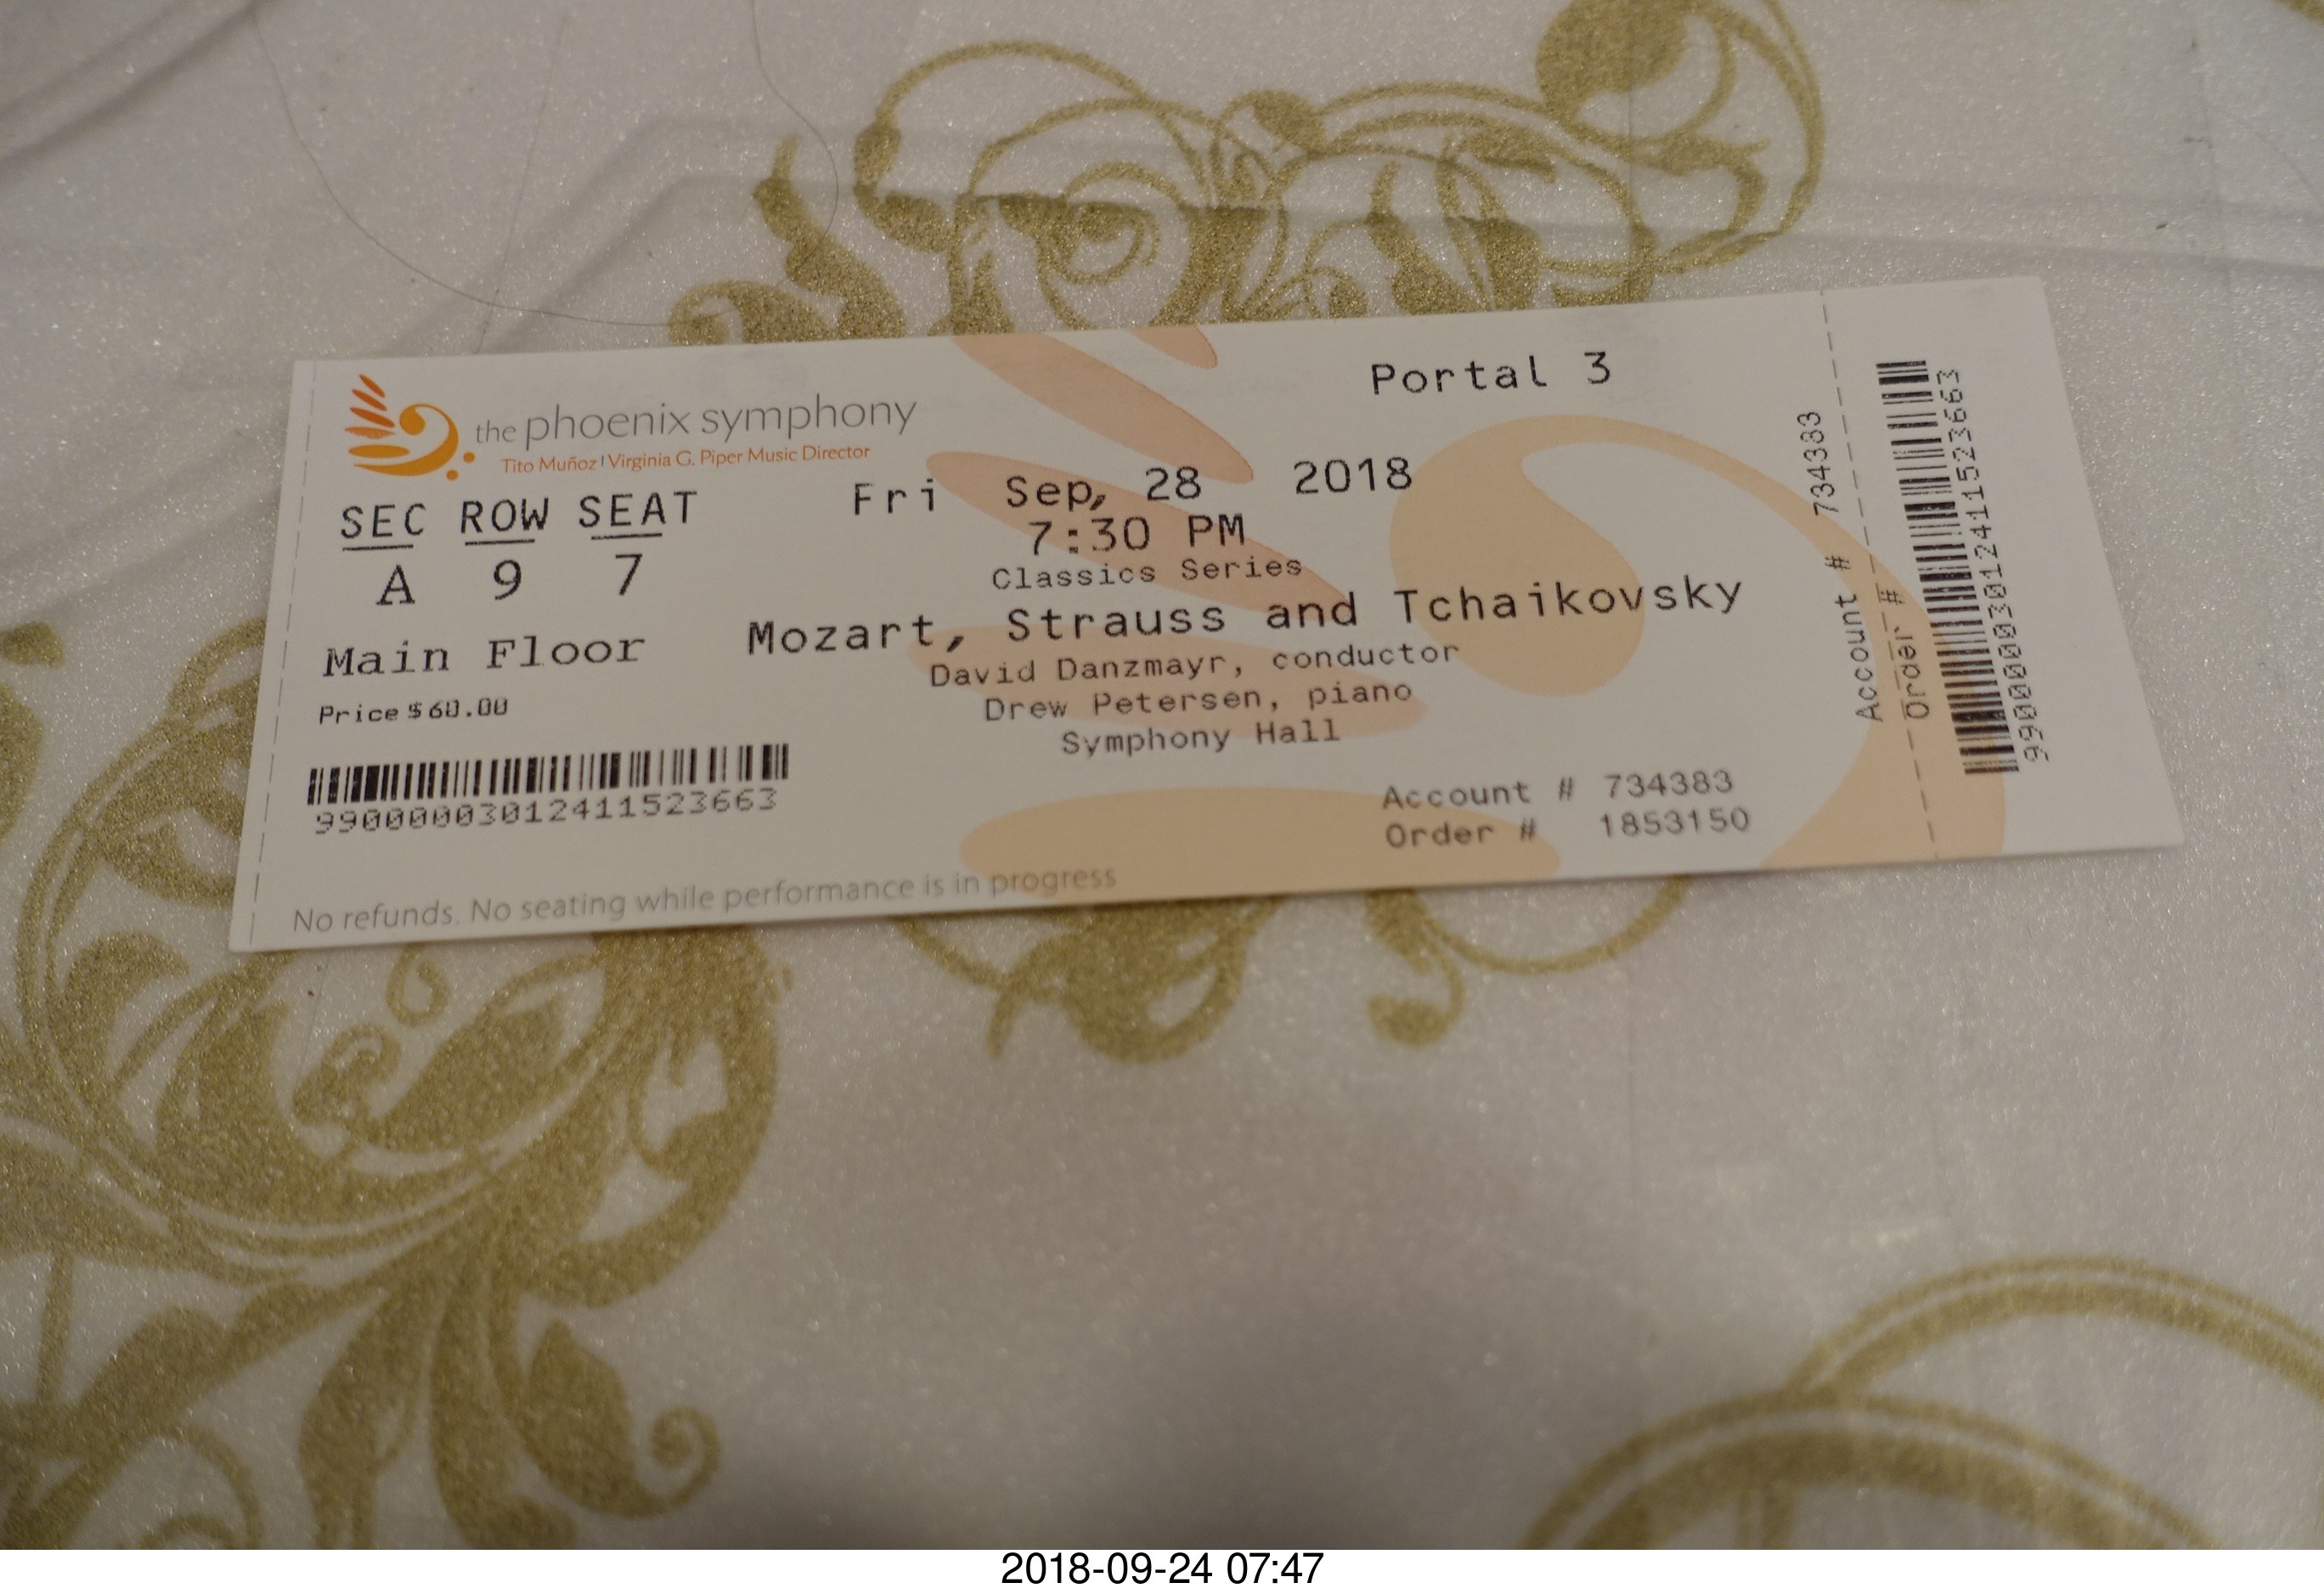 the phoenix symphony
Tito Muñoz | Virginia G. Piper Music Director
Portal 3
SEC ROW SEAT
A 9 7
Main Floor
Price $60.00
990000030124115 23663
Fri Sep, 28 2018
7:30 PM
Classics Series
Mozart, Strauss and Tchaikovsky
David Danzmayr, conductor
Drew Petersen, piano
Symphony Hall
Account # 734383
Order # 1853150
No refunds. No seating while performance is in progress
Account # 734383
Order #
99000003012411523663
2018-09-24 07:47